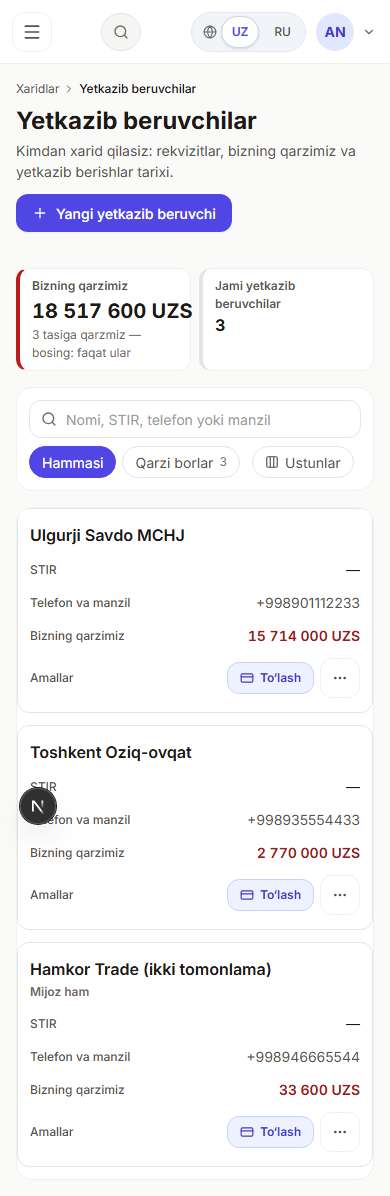 UZ RU AN
Xaridlar > Yetkazib beruvchilar
Yetkazib beruvchilar
Kimdan xarid qilasiz: rekvizitlar, bizning qarzimiz va
yetkazib berishlar tarixi.
+ Yangi yetkazib beruvchi
Bizning qarzimiz
18 517 600 UZS
3 tasiga qarzmiz —
bosing: faqat ular
Jami yetkazib
beruvchilar
3
Nomi, STIR, telefon yoki manzil
Hammasi Qarzi borlar 3 Ustunlar
Ulgurji Savdo MCHJ
STIR —
Telefon va manzil +998901112233
Bizning qarzimiz 15 714 000 UZS
Amallar To‘lash ...
Toshkent Oziq-ovqat
STIR —
N
efon va manzil +998935554433
Bizning qarzimiz 2 770 000 UZS
Amallar To‘lash ...
Hamkor Trade (ikki tomonlama)
Mijoz ham
STIR —
Telefon va manzil +998946665544
Bizning qarzimiz 33 600 UZS
Amallar To‘lash ...